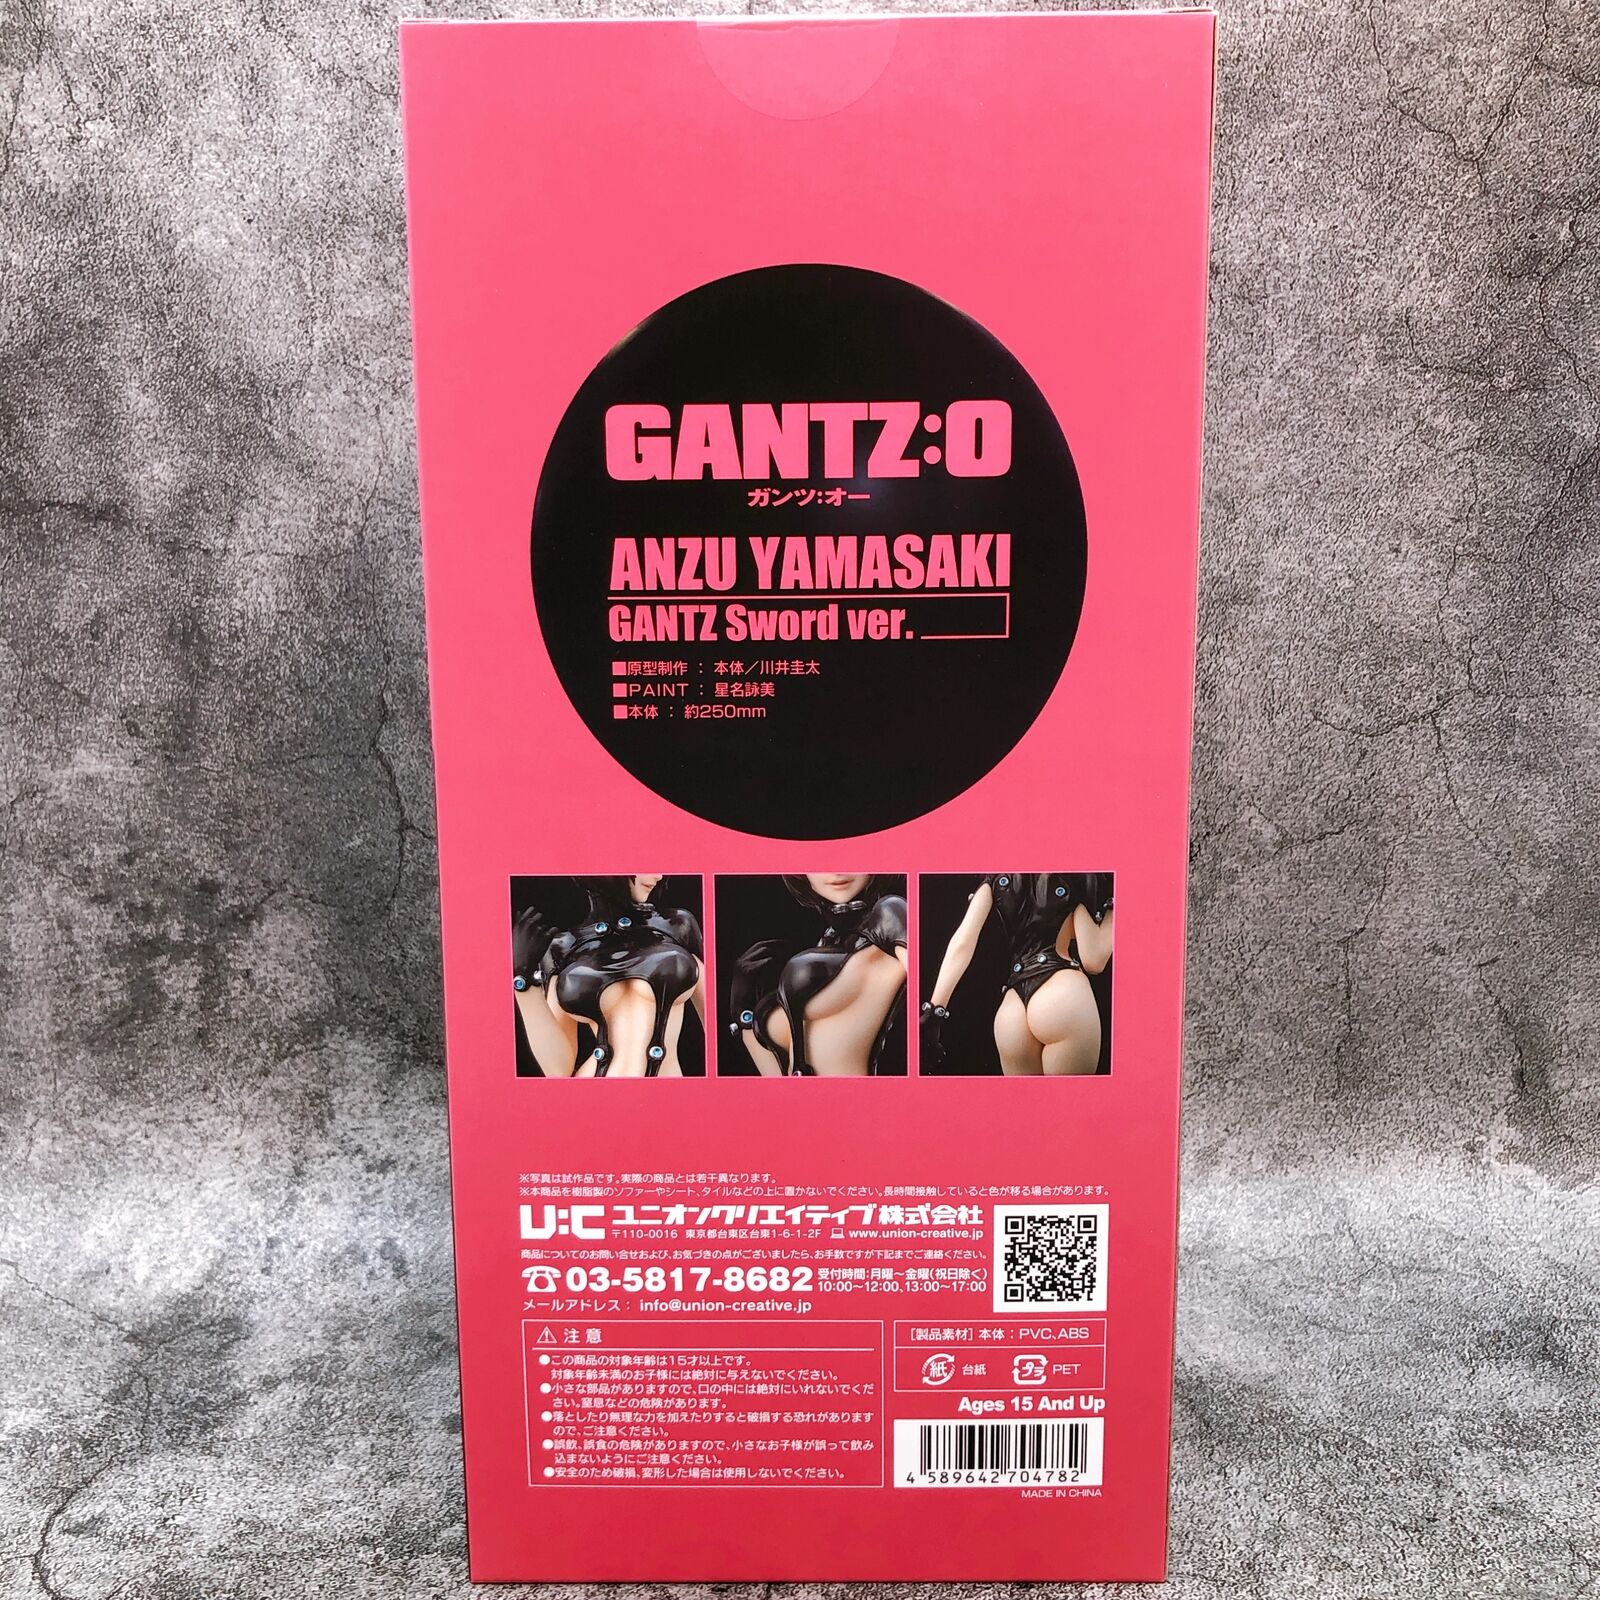 GANTZ:O
ガンツ:オー
ANZU YAMASAKI
GANTZ Sword ver.
■原型制作 : 本体／川井圭太
■PAINT : 星名詠美
■本体 : 約250mm
※写真は試作品です。実際の商品とは若干異なります。
※本商品を樹脂製のソファーやシート、タイルなどの上に置かないでください。長時間接触していると色が移る場合があります。
U:C ユニオンクリエイティブ株式会社
〒110-0016 東京都台東区台東1-6-1-2F www.union-creative.jp
商品についてのお問い合せおよび、お気づきの点がございましたら、お手数ですが下記までご連絡ください。
03-5817-8682 受付時間:月曜〜金曜(祝日除く)
10:00〜12:00、13:00〜17:00
メールアドレス : info@union-creative.jp
注意
●この商品の対象年齢は15才以上です。
対象年齢未満のお子様には絶対に与えないでください。
●小さな部品がありますので、口の中には絶対にいれないでくだ
さい。窒息などの危険があります。
●落としたり無理な力を加えたりすると破損する恐れがあります
ので、ご注意ください。
●誤飲、誤食の危険がありますので、小さなお子様が誤って飲み
込まないようにご注意ください。
●安全のため破損、変形した場合は使用しないでください。
[製品素材] 本体 : PVC、ABS
紙 台紙 プラ PET
Ages 15 And Up
4 589642 704782
MADE IN CHINA